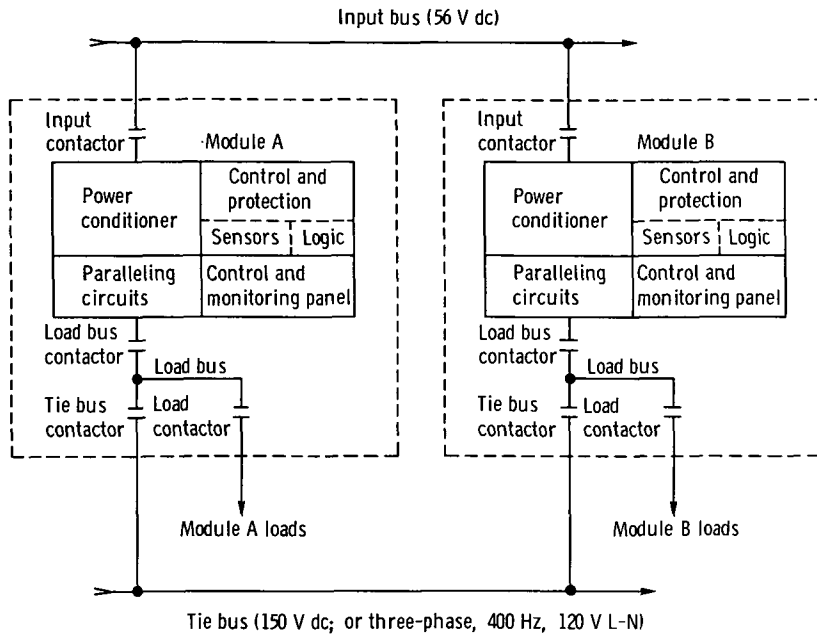 Input bus (56 V dc)
Input
contactor
Module A
Power
conditioner
Control and
protection
Sensors
Logic
Paralleling
circuits
Control and
monitoring panel
Load bus
contactor
Load bus
Tie bus
contactor
Load
contactor
Module A loads
Input
contactor
Module B
Power
conditioner
Control and
protection
Sensors
Logic
Paralleling
circuits
Control and
monitoring panel
Load bus
contactor
Load bus
Tie bus
contactor
Load
contactor
Module B loads
Tie bus (150 V dc; or three-phase, 400 Hz, 120 V L-N)